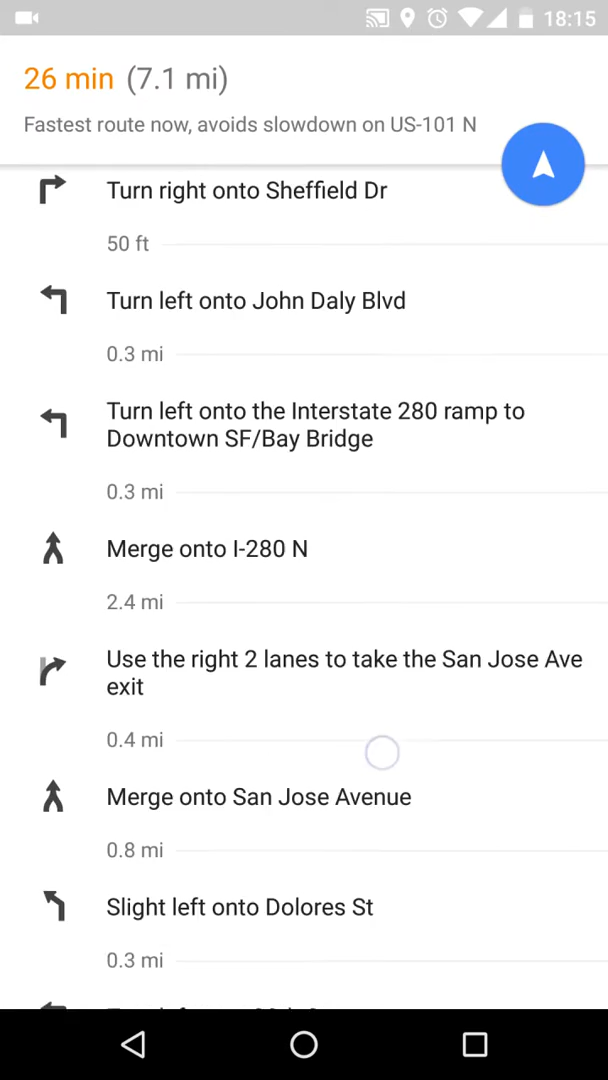 18:15
26 min (7.1 mi)
Fastest route now, avoids slowdown on US-101 N
Turn right onto Sheffield Dr
50 ft
Turn left onto John Daly Blvd
0.3 mi
Turn left onto the Interstate 280 ramp to
Downtown SF/Bay Bridge
0.3 mi
Merge onto I-280 N
2.4 mi
Use the right 2 lanes to take the San Jose Ave
exit
0.4 mi
Merge onto San Jose Avenue
0.8 mi
Slight left onto Dolores St
0.3 mi